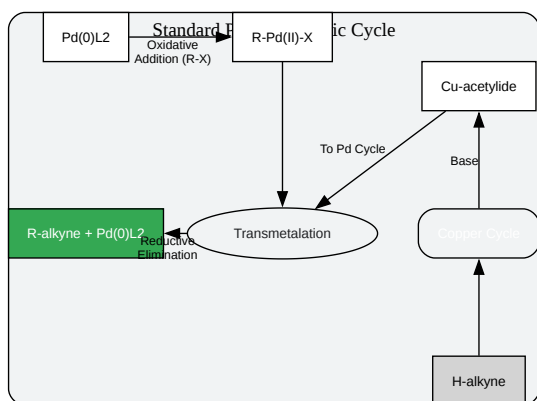 Standard Cycle
Pd(0)L2
Oxidative
Addition (R-X)
R-Pd(II)-X
Cu-acetylide
To Pd Cycle
Base
R-alkyne + Pd(0)L2
Reductive
Elimination
Transmetalation
Copper Cycle
H-alkyne